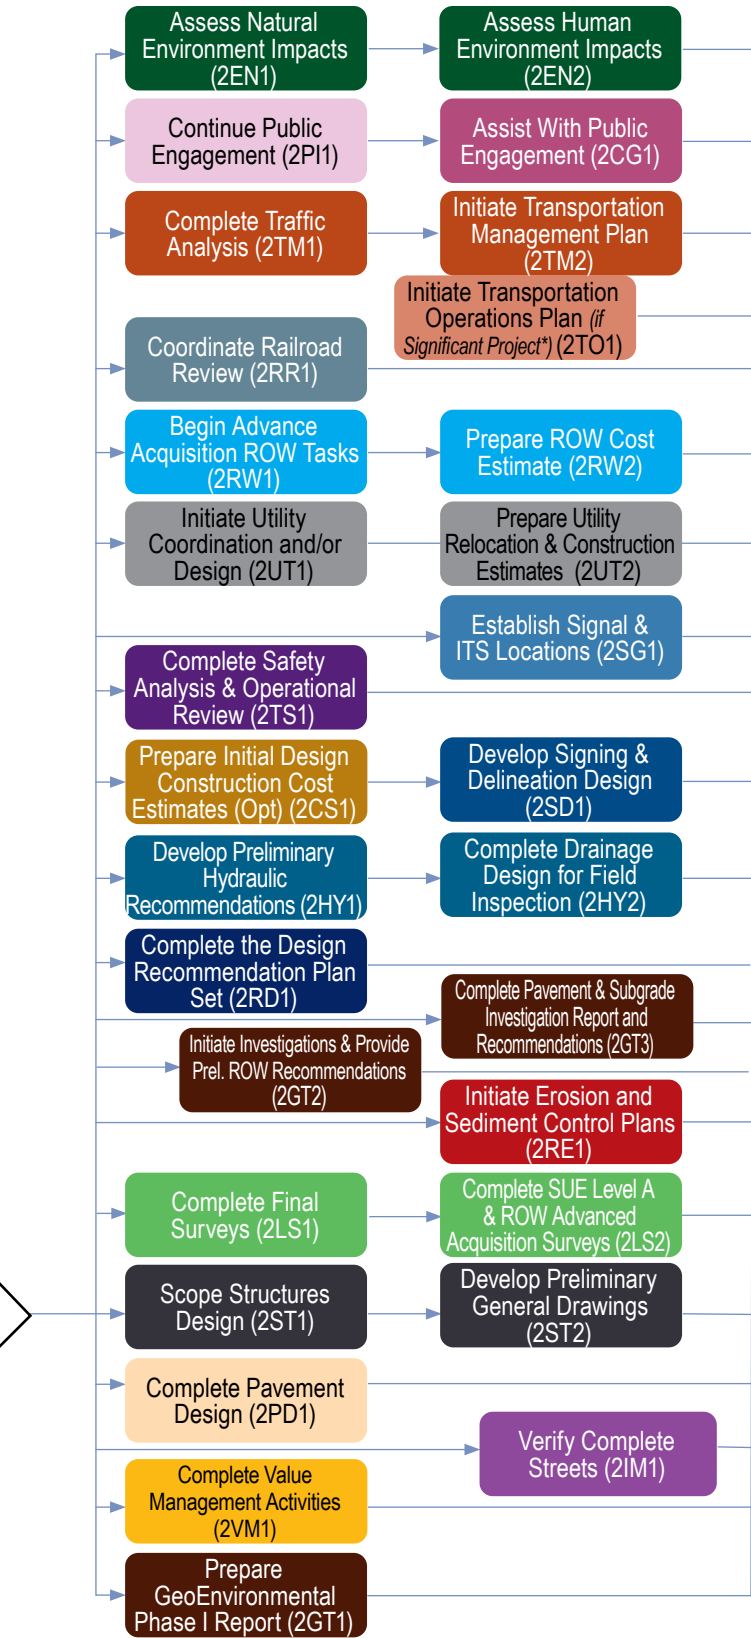 Assess Natural
Environment Impacts
(2EN1)
Assess Human
Environment Impacts
(2EN2)
Continue Public
Engagement (2PI1)
Assist With Public
Engagement (2CG1)
Complete Traffic
Analysis (2TM1)
Initiate Transportation
Management Plan
(2TM2)
Initiate Transportation
Operations Plan (if
Significant Project*) (2TO1)
Coordinate Railroad
Review (2RR1)
Begin Advance
Acquisition ROW Tasks
(2RW1)
Prepare ROW Cost
Estimate (2RW2)
Initiate Utility
Coordination and/or
Design (2UT1)
Prepare Utility
Relocation & Construction
Estimates (2UT2)
Establish Signal &
ITS Locations (2SG1)
Complete Safety
Analysis & Operational
Review (2TS1)
Prepare Initial Design
Construction Cost
Estimates (Opt) (2CS1)
Develop Signing &
Delineation Design
(2SD1)
Develop Preliminary
Hydraulic
Recommendations (2HY1)
Complete Drainage
Design for Field
Inspection (2HY2)
Complete the Design
Recommendation Plan
Set (2RD1)
Complete Pavement & Subgrade
Investigation Report and
Recommendations (2GT3)
Initiate Investigations & Provide
Prel. ROW Recommendations
(2GT2)
Initiate Erosion and
Sediment Control Plans
(2RE1)
Complete Final
Surveys (2LS1)
Complete SUE Level A
& ROW Advanced
Acquisition Surveys (2LS2)
Scope Structures
Design (2ST1)
Develop Preliminary
General Drawings
(2ST2)
Complete Pavement
Design (2PD1)
Verify Complete
Streets (2IM1)
Complete Value
Management Activities
(2VM1)
Prepare
GeoEnvironmental
Phase I Report (2GT1)